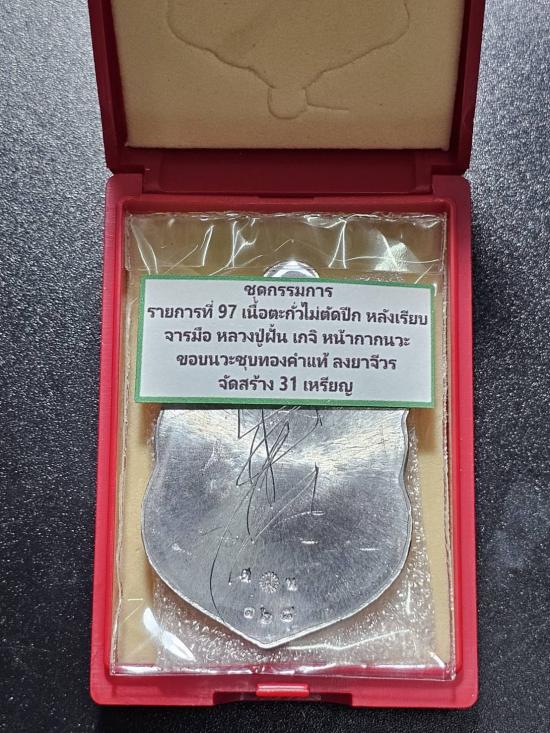 ชุดกรรมการ
รายการที่ 97 เนื้อตะกั่วไม่ตัดปีก หลังเรียบ
จารมือ หลวงปู่ฝั้น เกจิ หน้ากากนวะ
ขอบนวะชุบทองคำแท้ ลงยาจีวร
จัดสร้าง 31 เหรียญ
๑๒๘